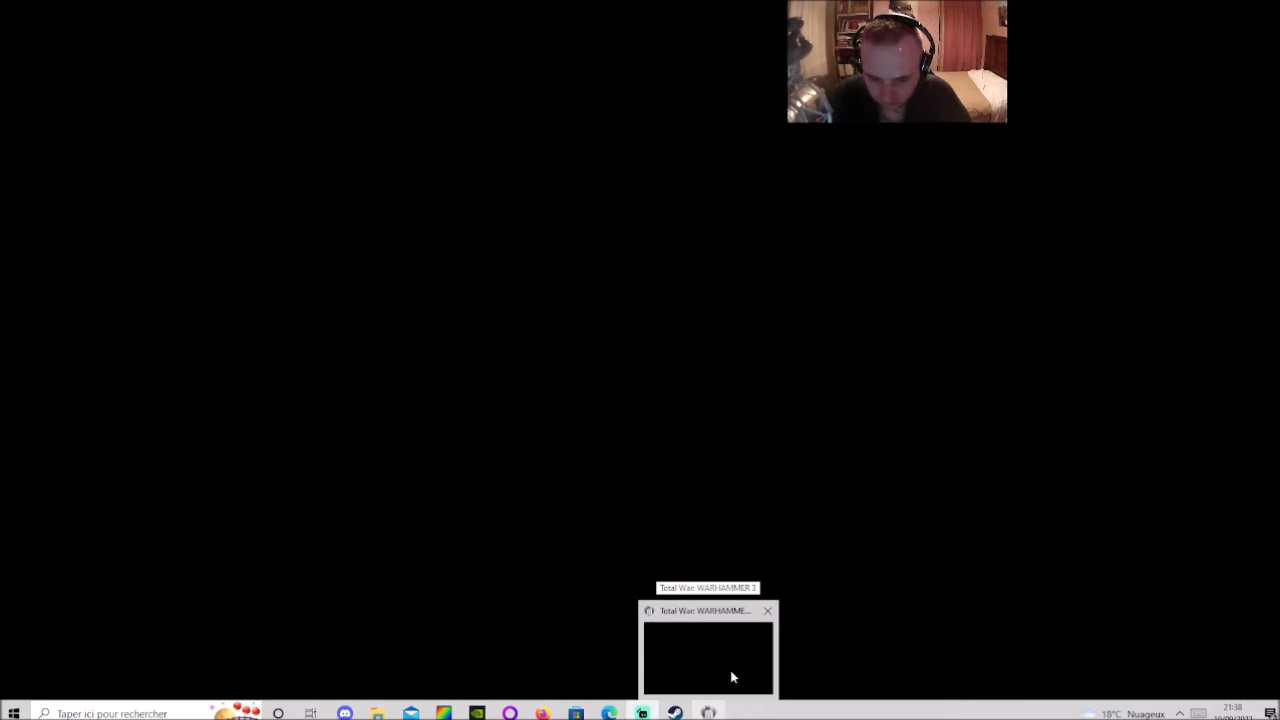 Total War: WARHAMMER 3
Total War: WARHAMME...
Taper ici pour rechercher
18°C Nuageux
21:38